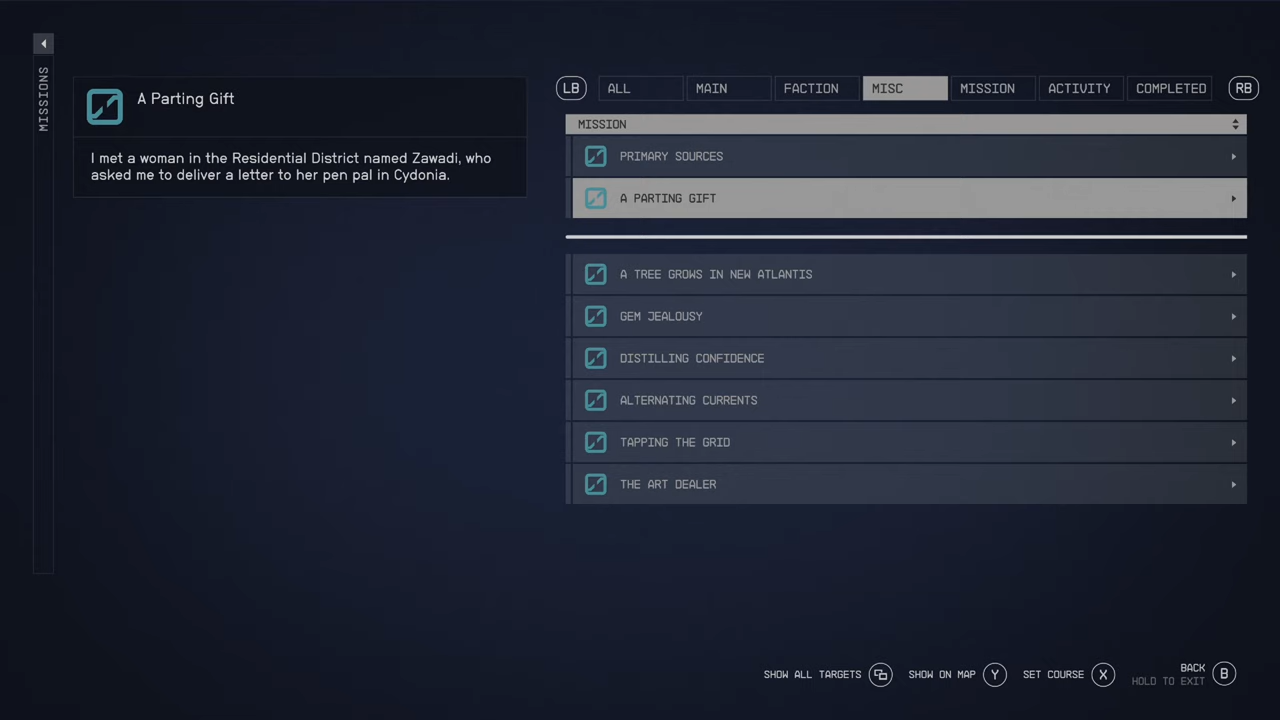 MISSIONS
A Parting Gift
I met a woman in the Residential District named Zawadi, who
asked me to deliver a letter to her pen pal in Cydonia.
LB ALL MAIN FACTION MISC MISSION ACTIVITY COMPLETED RB
MISSION
PRIMARY SOURCES
A PARTING GIFT
A TREE GROWS IN NEW ATLANTIS
GEM JEALOUSY
DISTILLING CONFIDENCE
ALTERNATING CURRENTS
TAPPING THE GRID
THE ART DEALER
SHOW ALL TARGETS SHOW ON MAP Y SET COURSE X BACK B
HOLD TO EXIT